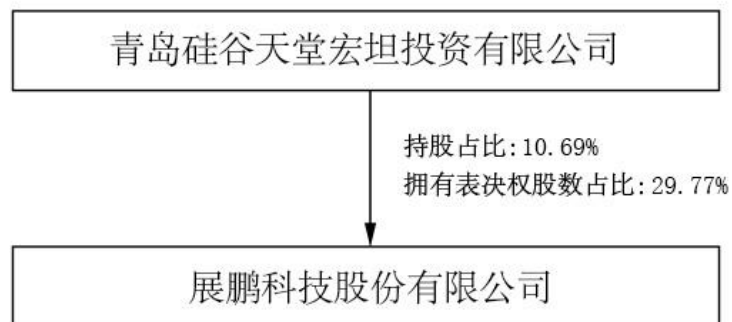 青岛硅谷天堂宏坦投资有限公司
持股占比:10.69%
拥有表决权股数占比:29.77%
展鹏科技股份有限公司